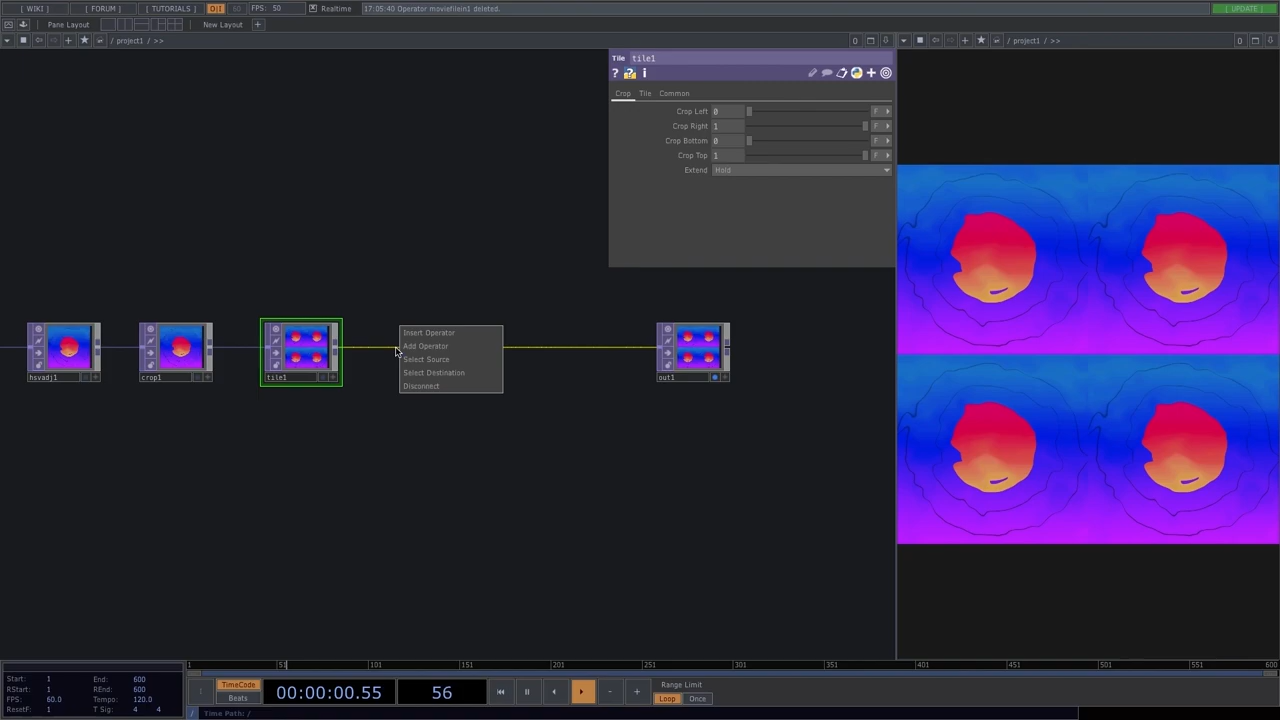 [ WIKI ] [ FORUM ] [ TUTORIALS ] O|I 60 FPS: 50 Realtime 17:05:40 Operator moviefilein1 deleted. [ UPDATE ]
Pane Layout New Layout +
/ project1 / >> 0 / project1 / >> 0
Tile tile1
? ? i
Crop Tile Common
Crop Left 0 F
Crop Right 1 F
Crop Bottom 0 F
Crop Top 1 F
Extend Hold
Insert Operator
Add Operator
Select Source
Select Destination
Disconnect
hsvadj1 crop1 tile1 out1
1 51 101 151 201 251 301 351 401 451 501 551 600
Start: 1 End: 600
RStart: 1 REnd: 600
FPS: 60.0 Tempo: 120.0
ResetF: 1 T Sig: 4 4
TimeCode
Beats
00:00:00.55 56
- +
Range Limit
Loop Once
/ Time Path: /